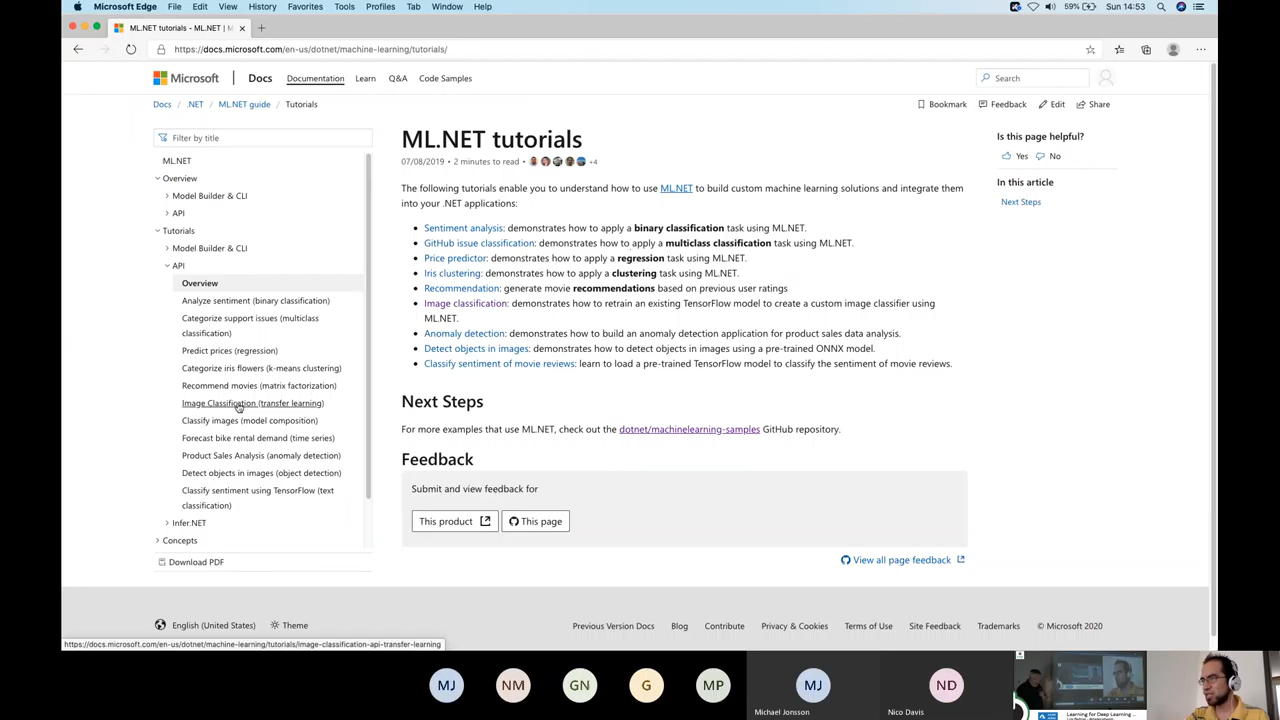 Microsoft Edge File Edit View History Favorites Tools Profiles Tab Window Help 59% Sun 14:53
ML.NET tutorials - ML.NET | M
https://docs.microsoft.com/en-us/dotnet/machine-learning/tutorials/
Microsoft Docs Documentation Learn Q&A Code Samples Search
Docs / .NET / ML.NET guide / Tutorials Bookmark Feedback Edit Share
Filter by title
ML.NET
Overview
Model Builder & CLI
API
Tutorials
Model Builder & CLI
API
Overview
Analyze sentiment (binary classification)
Categorize support issues (multiclass
classification)
Predict prices (regression)
Categorize iris flowers (k-means clustering)
Recommend movies (matrix factorization)
Image Classification (transfer learning)
Classify images (model composition)
Forecast bike rental demand (time series)
Product Sales Analysis (anomaly detection)
Detect objects in images (object detection)
Classify sentiment using TensorFlow (text
classification)
Infer.NET
Concepts
Download PDF
ML.NET tutorials
07/08/2019 • 2 minutes to read • +4
The following tutorials enable you to understand how to use ML.NET to build custom machine learning solutions and integrate them
into your .NET applications:
• Sentiment analysis: demonstrates how to apply a binary classification task using ML.NET.
• GitHub issue classification: demonstrates how to apply a multiclass classification task using ML.NET.
• Price predictor: demonstrates how to apply a regression task using ML.NET.
• Iris clustering: demonstrates how to apply a clustering task using ML.NET.
• Recommendation: generate movie recommendations based on previous user ratings
• Image classification: demonstrates how to retrain an existing TensorFlow model to create a custom image classifier using
ML.NET.
• Anomaly detection: demonstrates how to build an anomaly detection application for product sales data analysis.
• Detect objects in images: demonstrates how to detect objects in images using a pre-trained ONNX model.
• Classify sentiment of movie reviews: learn to load a pre-trained TensorFlow model to classify the sentiment of movie reviews.
Next Steps
For more examples that use ML.NET, check out the dotnet/machinelearning-samples GitHub repository.
Feedback
Submit and view feedback for
This product This page
View all page feedback
Is this page helpful?
Yes No
In this article
Next Steps
English (United States) Theme Previous Version Docs Blog Contribute Privacy & Cookies Terms of Use Site Feedback Trademarks © Microsoft 2020
https://docs.microsoft.com/en-us/dotnet/machine-learning/tutorials/image-classification-api-transfer-learning
MJ NM GN G MP MJ ND
Michael Jonsson Nico Davis
Learning for Deep Learning ...